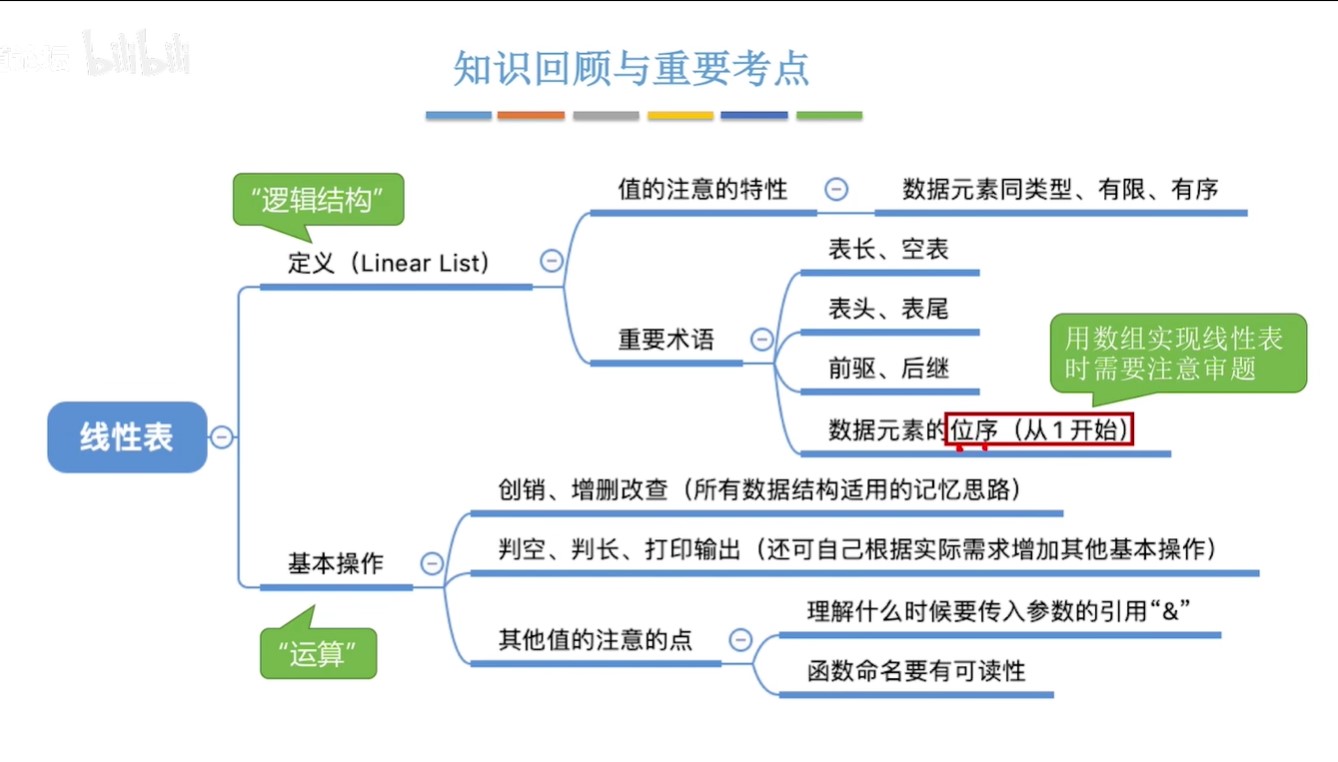 bilibili
知识回顾与重要考点
“逻辑结构”
定义（Linear List）
值的注意的特性
数据元素同类型、有限、有序
重要术语
表长、空表
表头、表尾
前驱、后继
数据元素的位序（从1开始）
用数组实现线性表
时需要注意审题
线性表
基本操作
“运算”
创销、增删改查（所有数据结构适用的记忆思路）
判空、判长、打印输出（还可自己根据实际需求增加其他基本操作）
其他值的注意的点
理解什么时候要传入参数的引用“&”
函数命名要有可读性